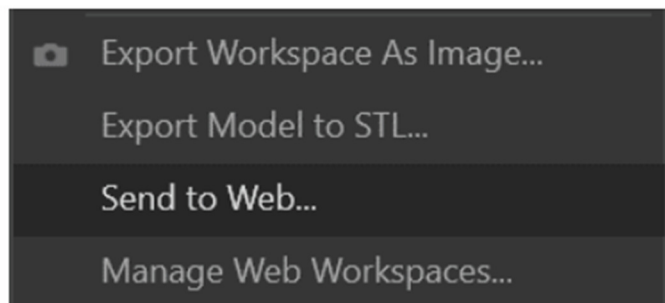 Export Workspace As Image...
Export Model to STL...
Send to Web...
Manage Web Workspaces...